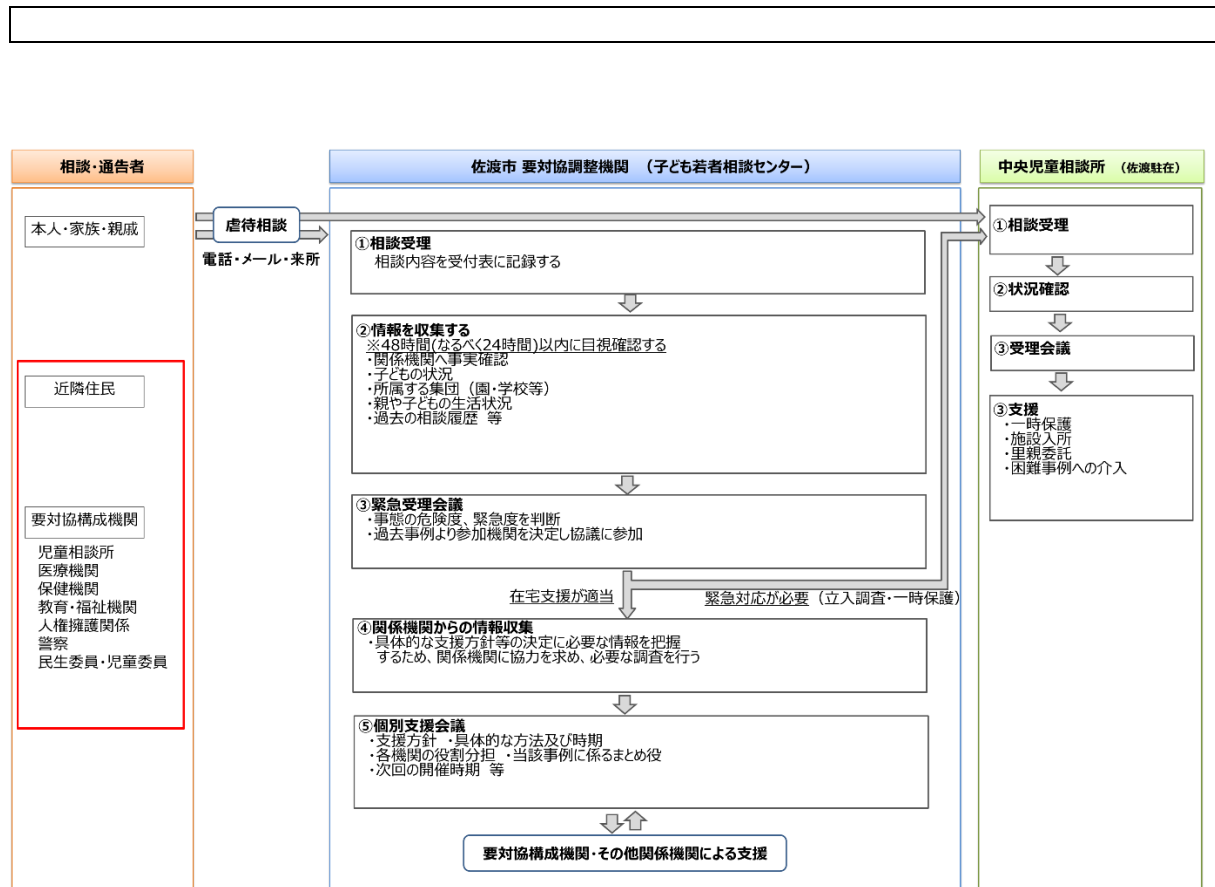 相談・通告者
本人・家族・親戚
近隣住民
要対協構成機関
児童相談所
医療機関
保健機関
教育・福祉機関
人権擁護関係
警察
民生委員・児童委員
虐待相談
電話・メール・来所
佐渡市 要対協調整機関 （子ども若者相談センター）
①相談受理
相談内容を受付表に記録する
②情報を収集する
※48時間(なるべく24時間)以内に目視確認する
・関係機関へ事実確認
・子どもの状況
・所属する集団（園・学校等）
・親や子どもの生活状況
・過去の相談履歴 等
③緊急受理会議
・事態の危険度、緊急度を判断
・過去事例より参加機関を決定し協議に参加
在宅支援が適当
緊急対応が必要（立入調査・一時保護）
④関係機関からの情報収集
・具体的な支援方針等の決定に必要な情報を把握
するため、関係機関に協力を求め、必要な調査を行う
⑤個別支援会議
・支援方針 ・具体的な方法及び時期
・各機関の役割分担 ・当該事例に係るまとめ役
・次回の開催時期 等
要対協構成機関・その他関係機関による支援
中央児童相談所 （佐渡駐在）
①相談受理
②状況確認
③受理会議
③支援
・一時保護
・施設入所
・里親委託
・困難事例への介入